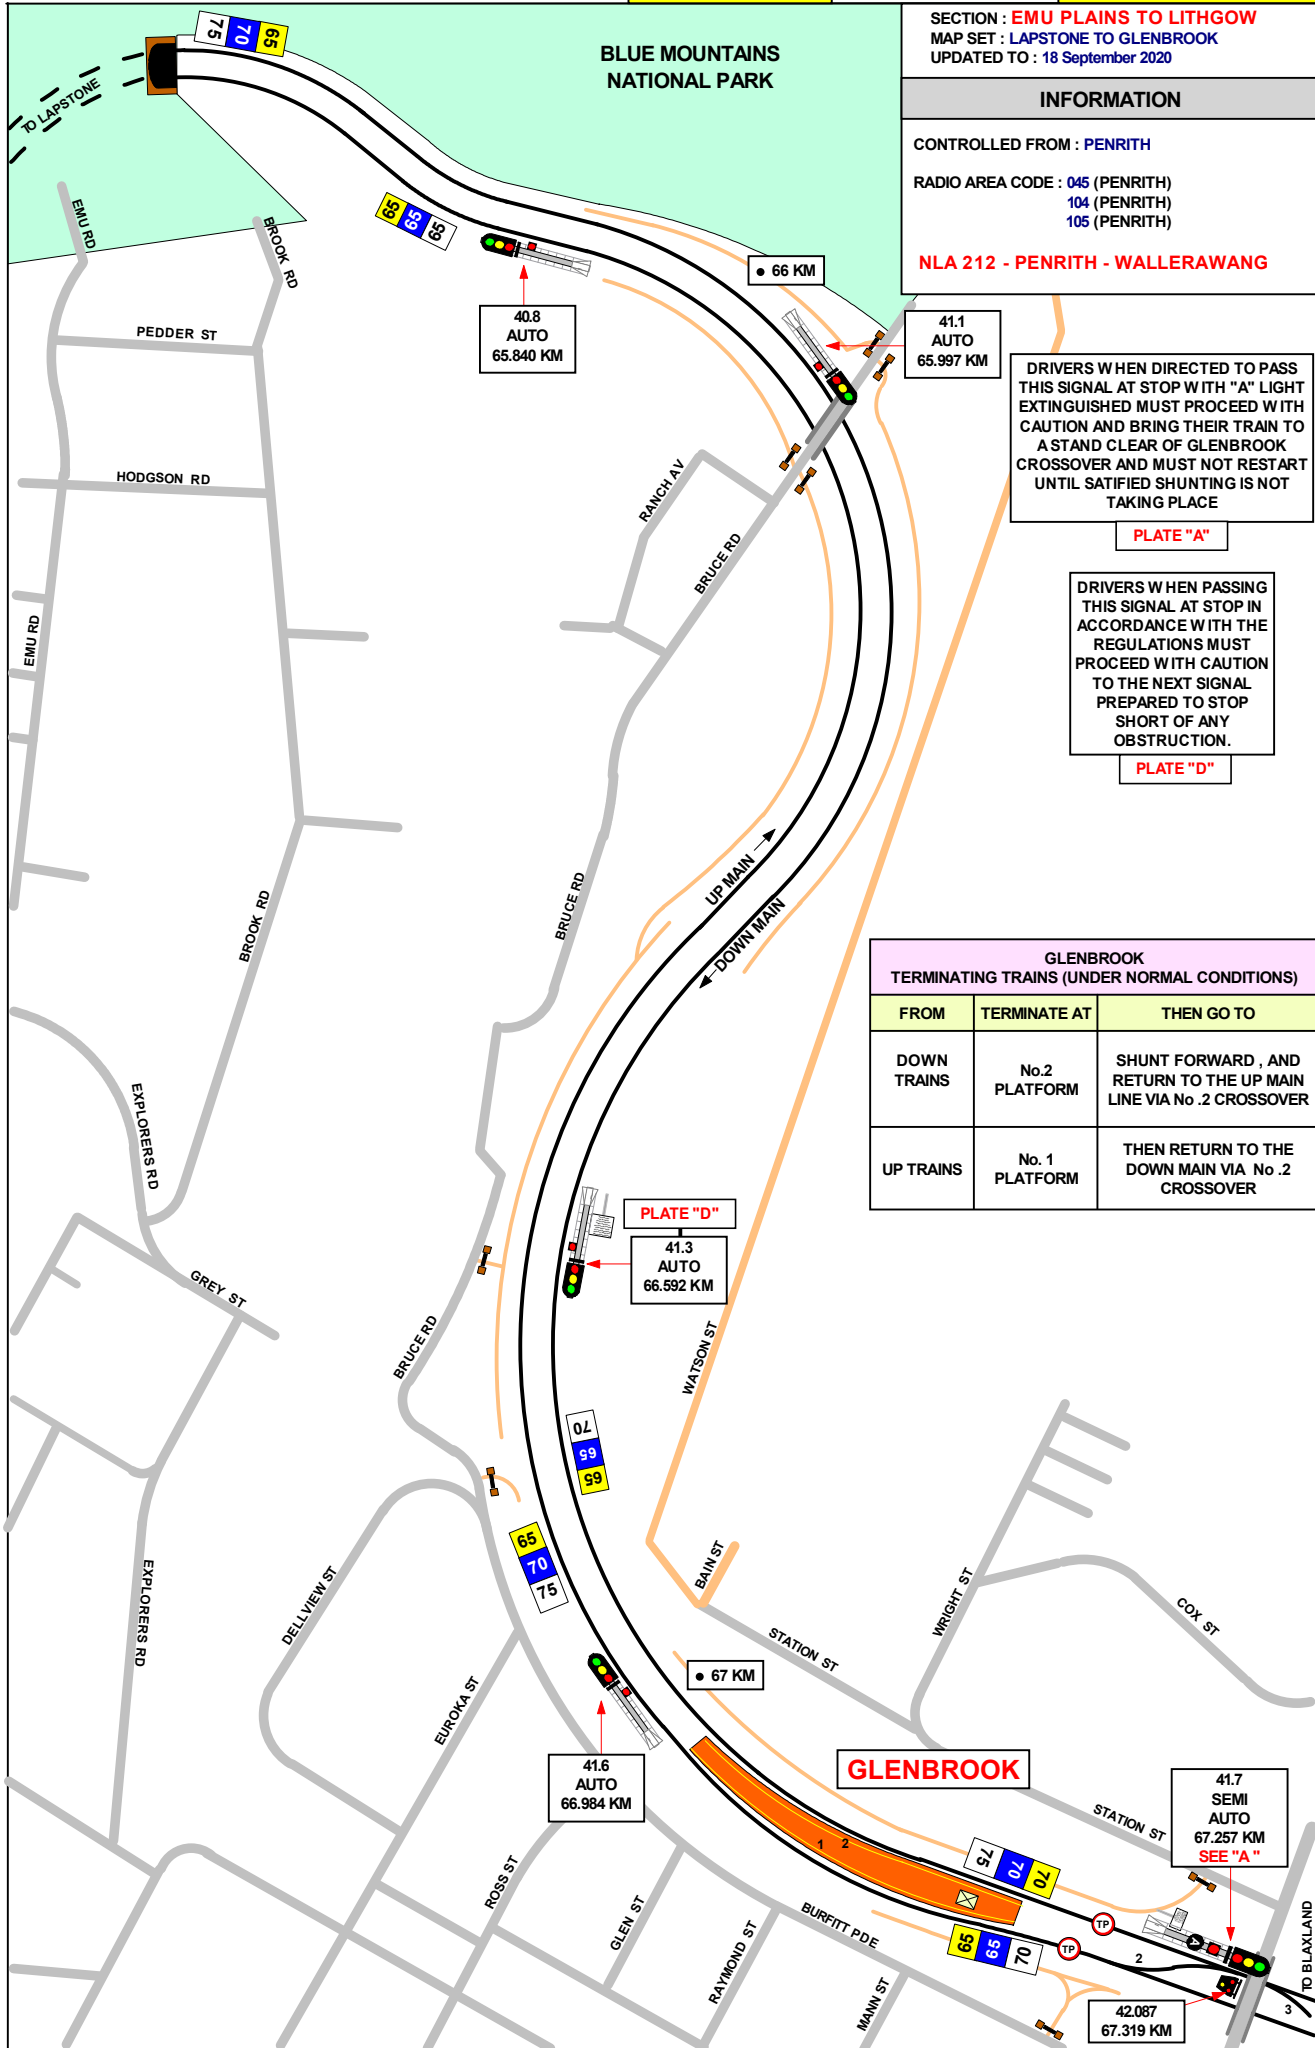 SECTION : EMU PLAINS TO LITHGOW
MAP SET : LAPSTONE TO GLENBROOK
UPDATED TO : 18 September 2020
INFORMATION
CONTROLLED FROM : PENRITH
RADIO AREA CODE : 045 (PENRITH)
104 (PENRITH)
105 (PENRITH)
NLA 212 - PENRITH - WALLERAWANG
BLUE MOUNTAINS
NATIONAL PARK
75 70 65
TO LAPSTONE
65 65 65
EMU RD
BROOK RD
66 KM
40.8
AUTO
65.840 KM
41.1
AUTO
65.997 KM
PEDDER ST
DRIVERS WHEN DIRECTED TO PASS
THIS SIGNAL AT STOP WITH "A" LIGHT
EXTINGUISHED MUST PROCEED WITH
CAUTION AND BRING THEIR TRAIN TO
A STAND CLEAR OF GLENBROOK
CROSSOVER AND MUST NOT RESTART
UNTIL SATIFIED SHUNTING IS NOT
TAKING PLACE
PLATE "A"
HODGSON RD
RANCH AV
BRUCE RD
EMU RD
DRIVERS WHEN PASSING
THIS SIGNAL AT STOP IN
ACCORDANCE WITH THE
REGULATIONS MUST
PROCEED WITH CAUTION
TO THE NEXT SIGNAL
PREPARED TO STOP
SHORT OF ANY
OBSTRUCTION.
PLATE "D"
UP MAIN
DOWN MAIN
BROOK RD
BRUCE RD
GLENBROOK
TERMINATING TRAINS (UNDER NORMAL CONDITIONS)
FROM TERMINATE AT THEN GO TO
DOWN
TRAINS
No.2
PLATFORM
SHUNT FORWARD , AND
RETURN TO THE UP MAIN
LINE VIA No .2 CROSSOVER
UP TRAINS
No. 1
PLATFORM
THEN RETURN TO THE
DOWN MAIN VIA No .2
CROSSOVER
EXPLORERS RD
GREY ST
PLATE "D"
41.3
AUTO
66.592 KM
BRUCE RD
WATSON ST
70
65
65
65
70
75
BAIN ST
EXPLORERS RD
DELLVIEW ST
EUROKA ST
STATION ST
WRIGHT ST
COX ST
67 KM
41.6
AUTO
66.984 KM
GLENBROOK
41.7
SEMI
AUTO
67.257 KM
SEE "A "
STATION ST
1 2
75 70 70
ROSS ST
GLEN ST
RAYMOND ST
BURFITT PDE
MANN ST
65 65 70
TP
TP
A
2
3
42.087
67.319 KM
TO BLAXLAND